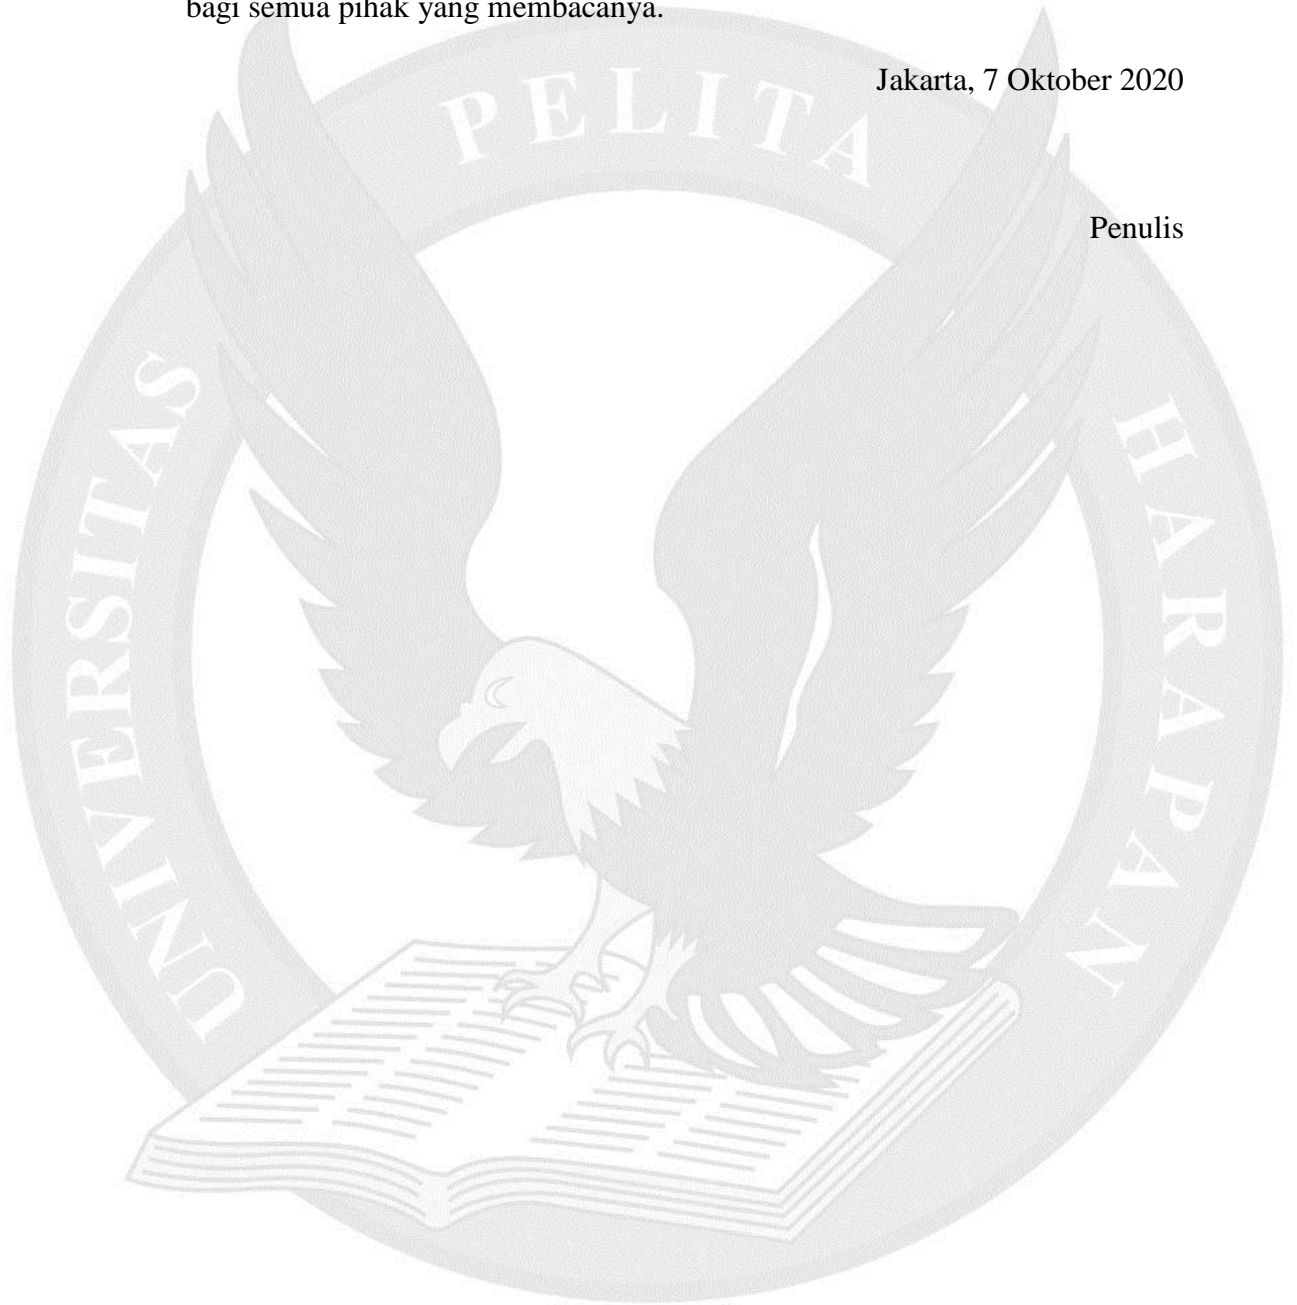 bagi semua pihak yang membacanya.
Jakarta, 7 Oktober 2020
Penulis
UNIVERSITAS PELITA HARAPAN